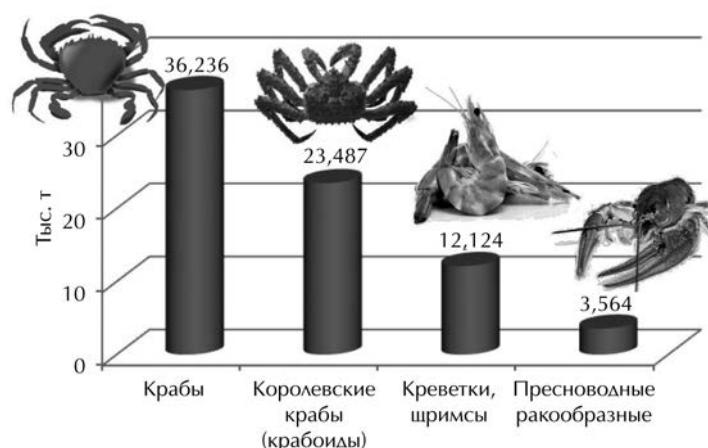 36,236
23,487
12,124
3,564
Тыс. т
30
20
10
0
Крабы
Королевские
крабы
(крабоиды)
Креветки,
щримсы
Пресноводные
ракообразные